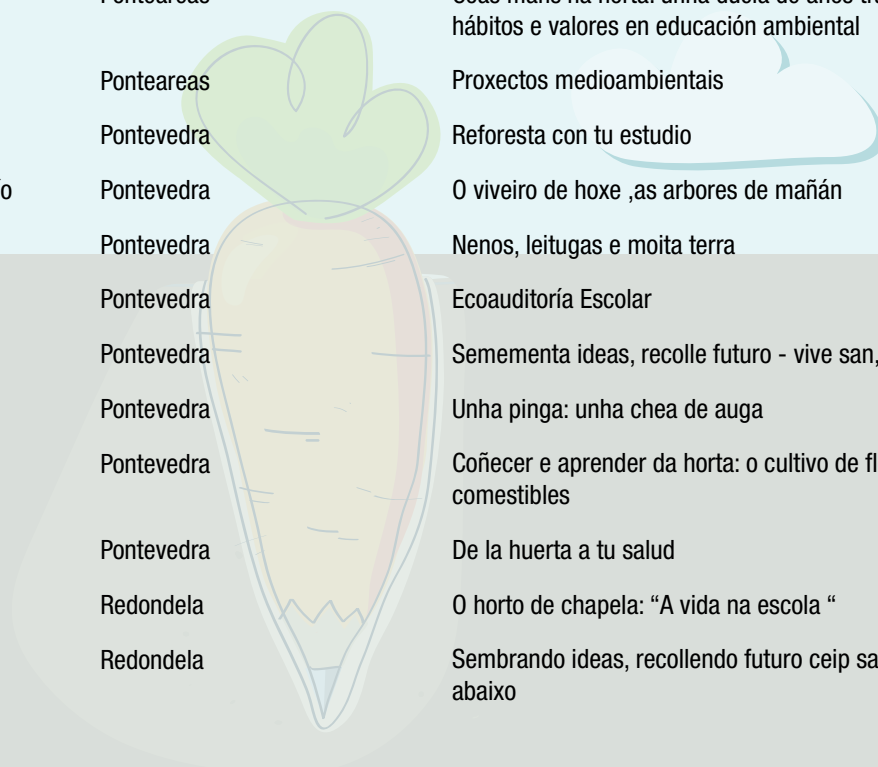 hábitos e valores en educación ambiental
Ponteareas Proxectos medioambientais
Pontevedra Reforesta con tu estudio
Pontevedra O viveiro de hoxe ,as arbores de mañán
Pontevedra Nenos, leitugas e moita terra
Pontevedra Ecoauditoría Escolar
Pontevedra Semementa ideas, recolle futuro - vive san,
Pontevedra Unha pinga: unha chea de auga
Pontevedra Coñecer e aprender da horta: o cultivo de
comestibles
Pontevedra De la huerta a tu salud
Redondela O horto de chapela: “A vida na escola “
Redondela Sembrando ideas, recollendo futuro ceip
abaixo